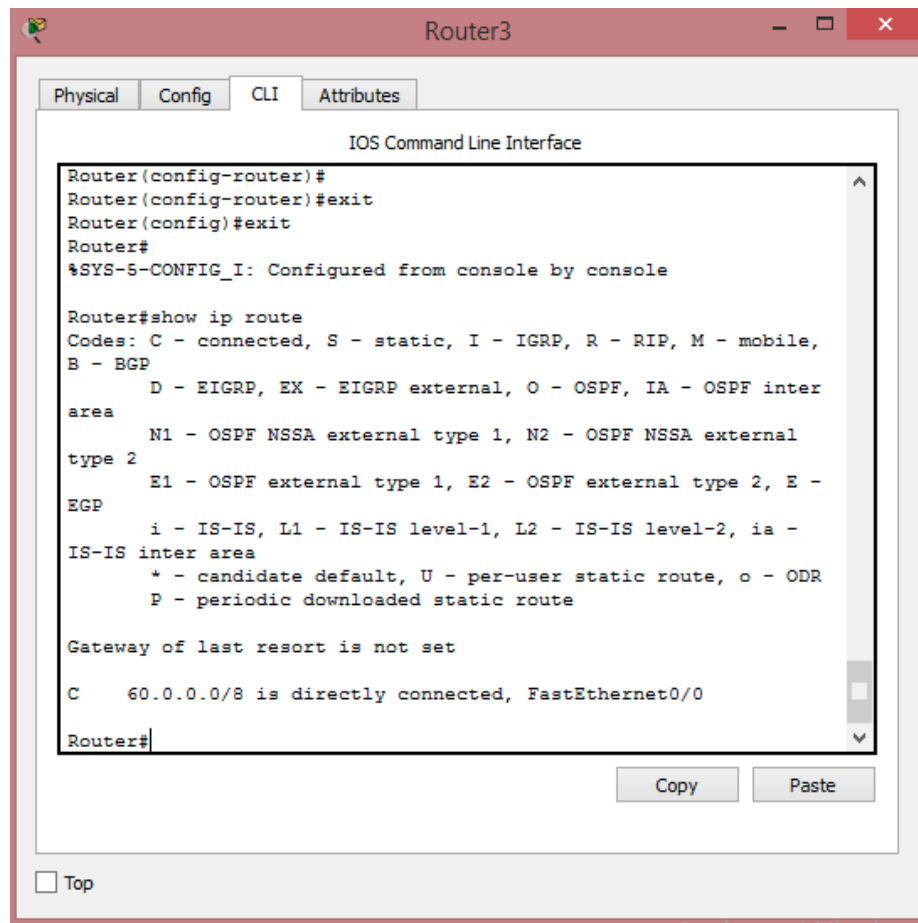 Router3
Physical Config CLI Attributes
IOS Command Line Interface
Router(config-router)#
Router(config-router)#exit
Router(config)#exit
Router#
%SYS-5-CONFIG_I: Configured from console by console
Router#show ip route
Codes: C - connected, S - static, I - IGRP, R - RIP, M - mobile,
B - BGP
D - EIGRP, EX - EIGRP external, O - OSPF, IA - OSPF inter
area
N1 - OSPF NSSA external type 1, N2 - OSPF NSSA external
type 2
E1 - OSPF external type 1, E2 - OSPF external type 2, E -
EGP
i - IS-IS, L1 - IS-IS level-1, L2 - IS-IS level-2, ia -
IS-IS inter area
* - candidate default, U - per-user static route, o - ODR
P - periodic downloaded static route
Gateway of last resort is not set
C 60.0.0.0/8 is directly connected, FastEthernet0/0
Router#
Copy Paste
Top